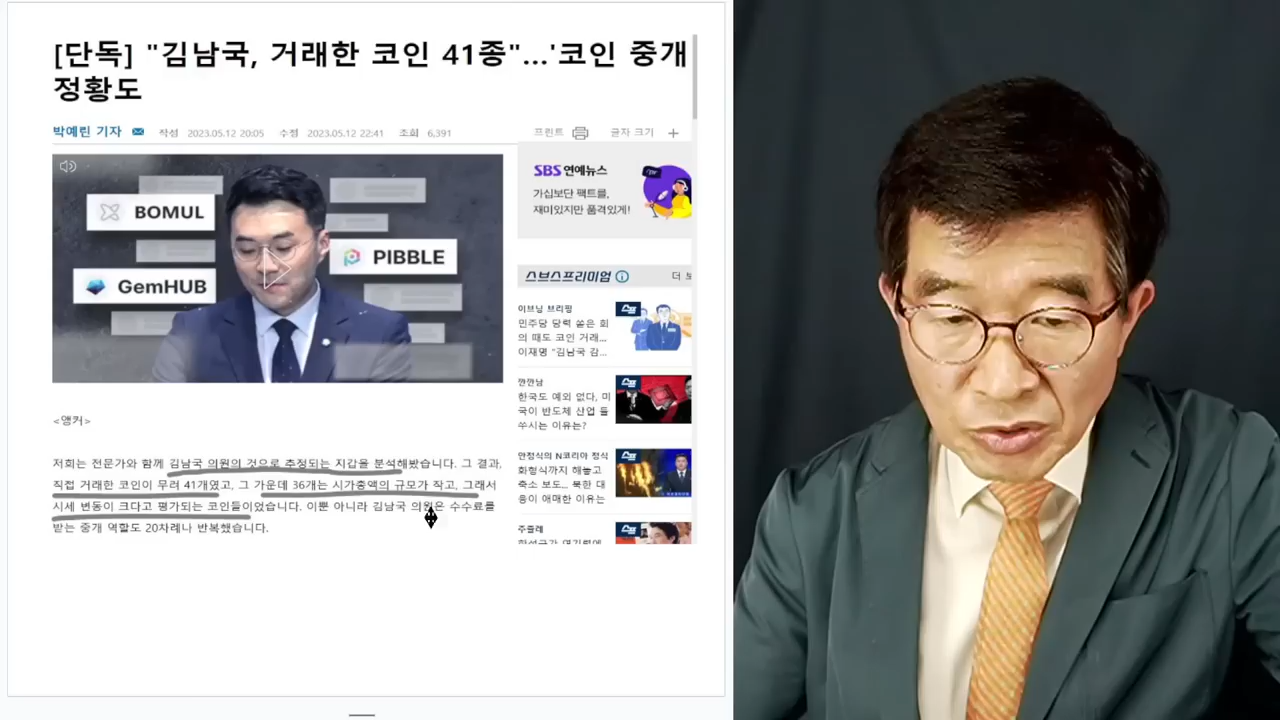 [단독] "김남국, 거래한 코인 41종"…'코인 중개
정황도
박예린 기자 작성 2023.05.12 20:05 수정 2023.05.12 22:41 조회 6,391
프린트 글자 크기 +
BOMUL
PIBBLE
GemHUB
SBS 연예뉴스
가십보단 팩트를,
재미있지만 품격있게!
스브스프리미엄
더 보
이브닝 브리핑
민주당 당력 쏟은 회
의 때도 코인 거래…
이재명 "김남국 감…
깐깐남
한국도 예외 없다, 미
국이 반도체 산업 들
쑤시는 이유는?
안정식의 N코리아 정식
화형식까지 해놓고
축소 보도… 북한 대
응이 애매한 이유는
주즐레
<앵커>
저희는 전문가와 함께 김남국 의원의 것으로 추정되는 지갑을 분석해봤습니다. 그 결과,
직접 거래한 코인이 무려 41개였고, 그 가운데 36개는 시가총액의 규모가 작고, 그래서
시세 변동이 크다고 평가되는 코인들이었습니다. 이뿐 아니라 김남국 의원은 수수료를
받는 중개 역할도 20차례나 반복했습니다.